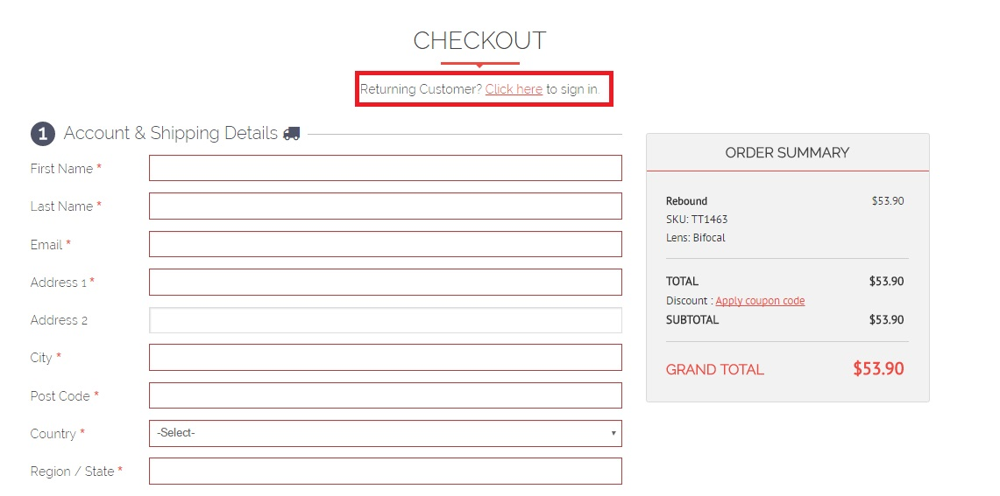 CHECKOUT
Returning Customer? Click here to sign in.
1 Account & Shipping Details
First Name *
Last Name *
Email *
Address 1 *
Address 2
City *
Post Code *
Country * -Select-
Region / State *
ORDER SUMMARY
Rebound $53.90
SKU: TT1463
Lens: Bifocal
TOTAL $53.90
Discount : Apply coupon code
SUBTOTAL $53.90
GRAND TOTAL $53.90